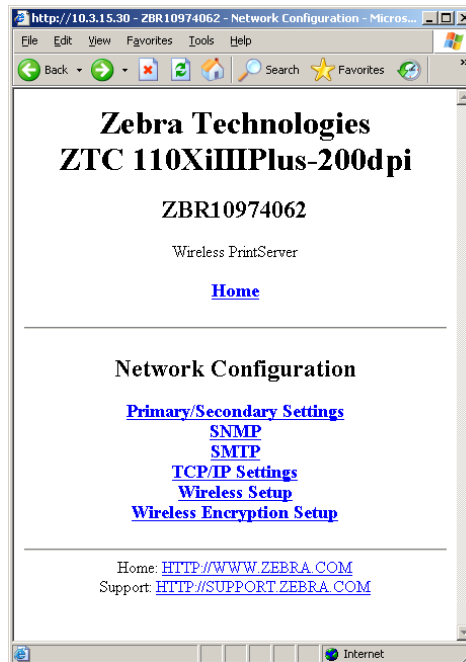 http://10.3.15.30 - ZBR10974062 - Network Configuration - Micros...
File Edit View Favorites Tools Help
Back Search Favorites
Zebra Technologies
ZTC 110XiIIIPlus-200dpi
ZBR10974062
Wireless PrintServer
Home
Network Configuration
Primary/Secondary Settings
SNMP
SMTP
TCP/IP Settings
Wireless Setup
Wireless Encryption Setup
Home: HTTP://WWW.ZEBRA.COM
Support: HTTP://SUPPORT.ZEBRA.COM
Internet